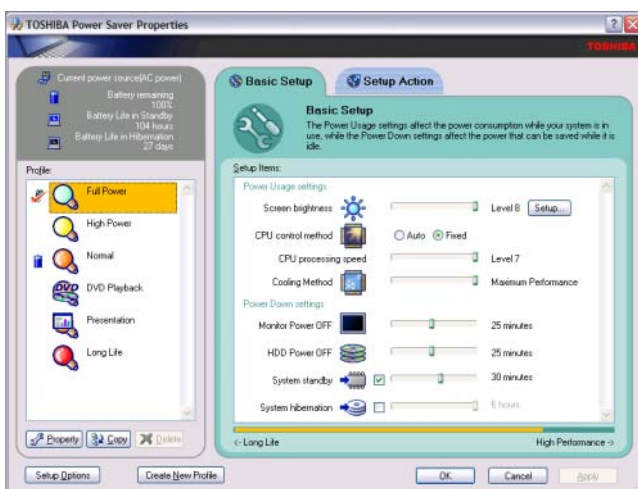 TOSHIBA Power Saver Properties
TOSHIBA
Current power source(AC power)
Battery remaining
100%
Battery Life in Standby
104 hours
Battery Life in Hibernation
27 days
Profile:
Full Power
High Power
Normal
DVD Playback
Presentation
Long Life
Property
Copy
Delete
Setup Options
Create New Profile
Basic Setup
Setup Action
Basic Setup
The Power Usage settings affect the power consumption while your system is in
use, while the Power Down settings affect the power that can be saved while it is
idle.
Setup Items:
Power Usage settings
Screen brightness
Level 8
Setup...
CPU control method
Auto
Fixed
CPU processing speed
Level 7
Cooling Method
Maximum Performance
Power Down settings
Monitor Power OFF
25 minutes
HDD Power OFF
25 minutes
System standby
30 minutes
System hibernation
6 hours
<- Long Life
High Performance ->
OK
Cancel
Apply